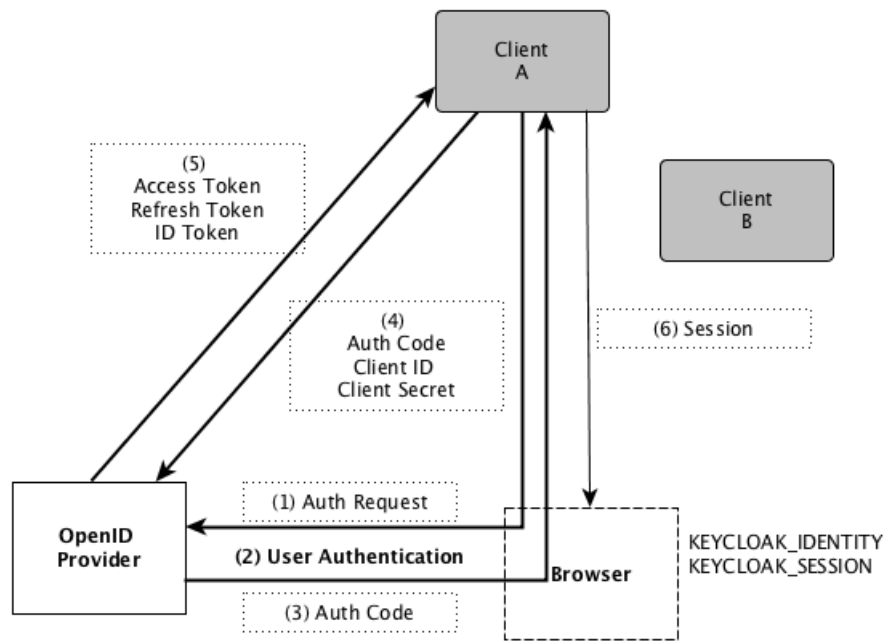 Client
A
(5)
Access Token
Refresh Token
ID Token
Client
B
(4)
Auth Code
Client ID
Client Secret
(6) Session
(1) Auth Request
OpenID
Provider
(2) User Authentication
Browser
KEYCLOAK_IDENTITY
KEYCLOAK_SESSION
(3) Auth Code